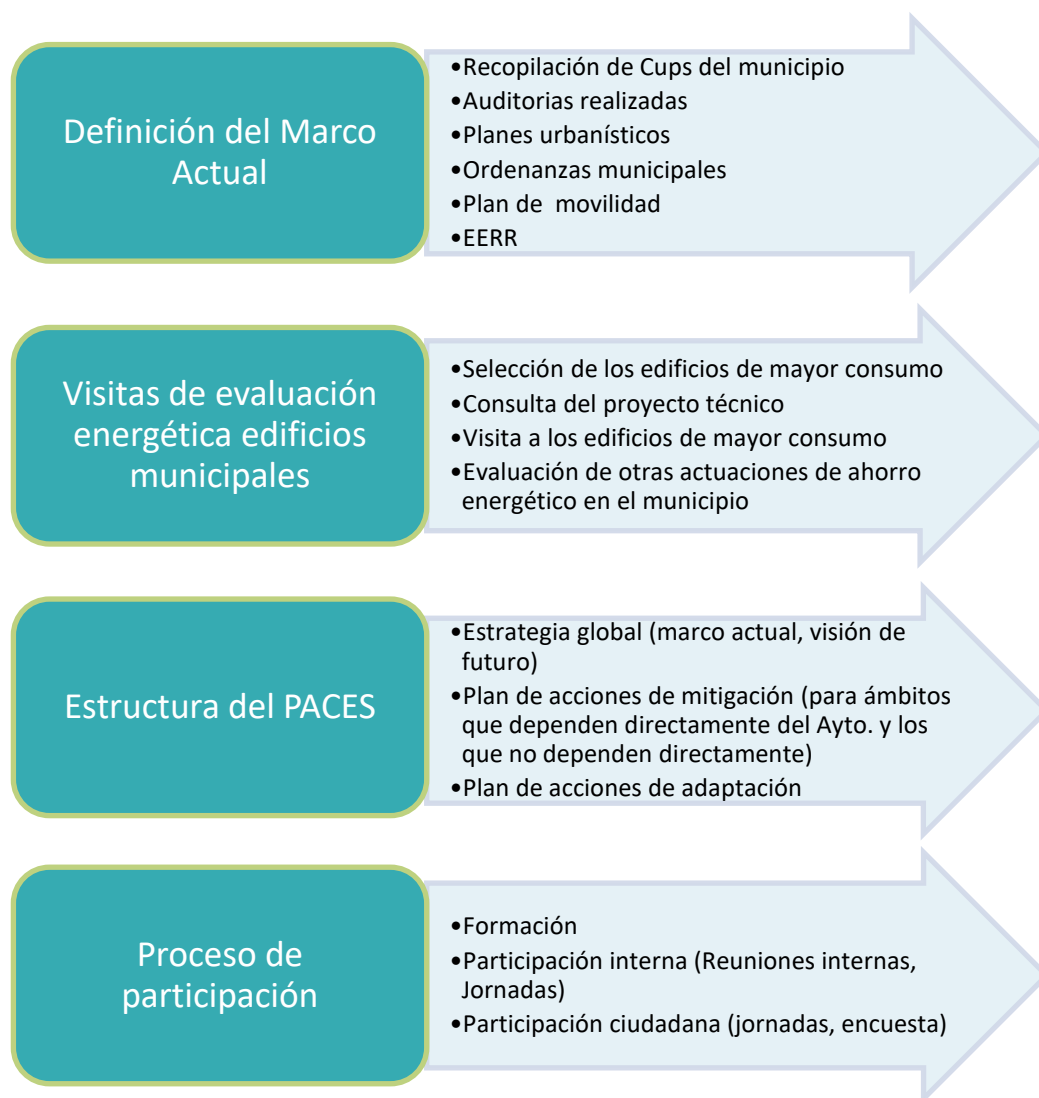 Definición del Marco
Actual
•Recopilación de Cups del municipio
•Auditorias realizadas
•Planes urbanísticos
•Ordenanzas municipales
•Plan de  movilidad
•EERR
Visitas de evaluación
energética edificios
municipales
•Selección de los edificios de mayor consumo
•Consulta del proyecto técnico
•Visita a los edificios de mayor consumo
•Evaluación de otras actuaciones de ahorro
energético en el municipio
Estructura del PACES
•Estrategia global (marco actual, visión de
futuro)
•Plan de acciones de mitigación (para ámbitos
que dependen directamente del Ayto. y los
que no dependen directamente)
•Plan de acciones de adaptación
Proceso de
participación
•Formación
•Participación interna (Reuniones internas,
Jornadas)
•Participación ciudadana (jornadas, encuesta)